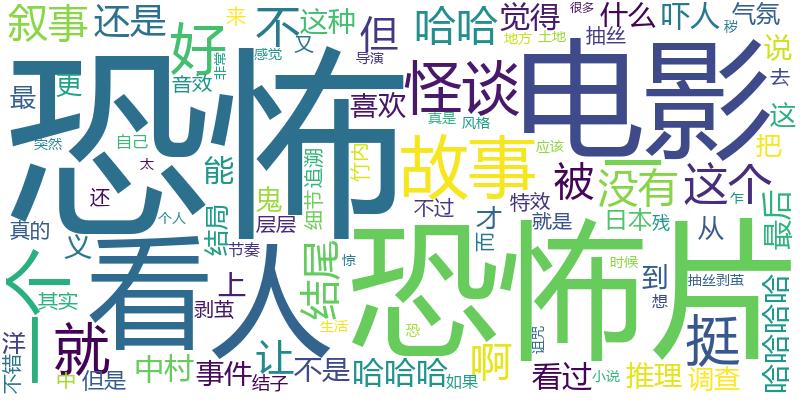 叙事 还是 不 又 但 哈哈 觉得 很多 什么 吓人 秽 气氛
来 这种 地方 土地 抽丝 说
好 感觉 非常 导演
最 更 音效 喜欢 怪谈 电影 去
恐怖 真是 风格 这
突然 自己 竹内 故事 应该 把
太 能 细节 追溯 被 一 没有 这个
还 鬼
真的 义 结局 层层 不过 才 特效 日本 残 从 乍 最后
个人 而 就是
一个 看 人 节奏 结尾 恐怖片
其实 上 惊 到 时候 抽丝剥茧
剥茧 想
不错 洋 就 生活 恐 诅咒 挺 哈哈哈哈
中 但是 中村 事件 让 不是 哈哈哈 啊 看过 推理 调查
结子 如果 小说